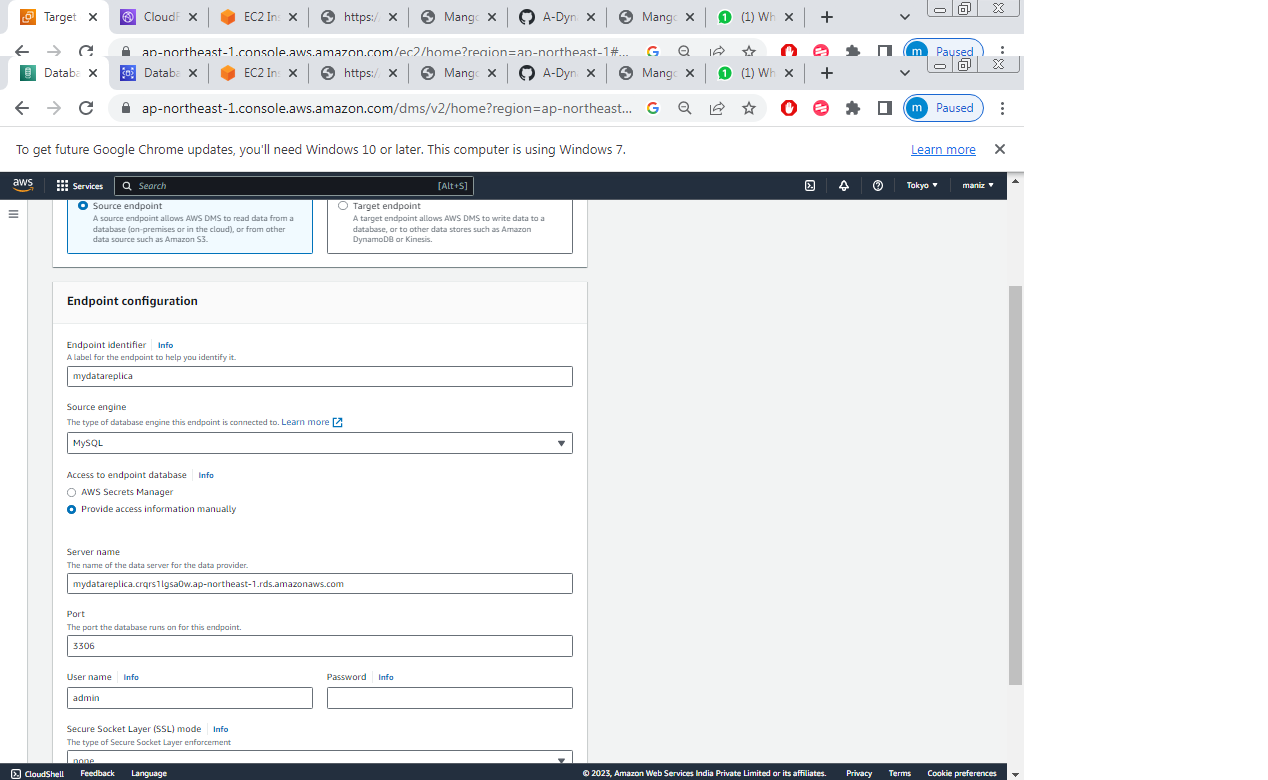 Target
CloudF
EC2 Ins
https:/
Mango
A-Dyn
Mango
1
(1) Wh
ap-northeast-1.console.aws.amazon.com/ec2/home?region=ap-northeast-1#...
m
Paused
Databa
Databa
EC2 Ins
https:/
Mango
A-Dyn
Mango
1
(1) Wh
ap-northeast-1.console.aws.amazon.com/dms/v2/home?region=ap-northeast...
m
Paused
To get future Google Chrome updates, you'll need Windows 10 or later. This computer is using Windows 7.
Learn more
aws
Services
Search
[Alt+S]
Tokyo
maniz
Source endpoint
A source endpoint allows AWS DMS to read data from a
database (on-premises or in the cloud), or from other
data source such as Amazon S3.
Target endpoint
A target endpoint allows AWS DMS to write data to a
database, or to other data stores such as Amazon
DynamoDB or Kinesis.
Endpoint configuration
Endpoint identifier
Info
A label for the endpoint to help you identify it.
mydatareplica
Source engine
The type of database engine this endpoint is connected to. Learn more
MySQL
Access to endpoint database
Info
AWS Secrets Manager
Provide access information manually
Server name
The name of the data server for the data provider.
mydatareplica.crqrs1lgsa0w.ap-northeast-1.rds.amazonaws.com
Port
The port the database runs on for this endpoint.
3306
User name
Info
Password
Info
admin
Secure Socket Layer (SSL) mode
Info
The type of Secure Socket Layer enforcement
none
CloudShell
Feedback
Language
© 2023, Amazon Web Services India Private Limited or its affiliates.
Privacy
Terms
Cookie preferences